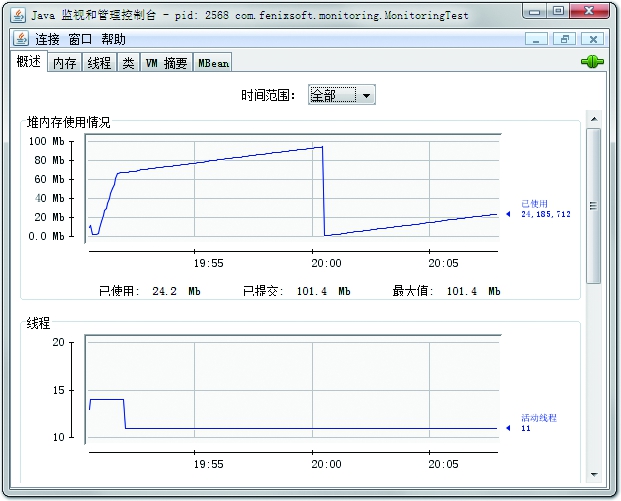 Java 监视和管理控制台 - pid: 2568 com.fenixsoft.monitoring.MonitoringTest
连接 窗口 帮助
概述 内存 线程 类 VM 摘要 MBean
时间范围: 全部
堆内存使用情况
100 Mb
80 Mb
60 Mb
40 Mb
20 Mb
0.0 Mb
已使用
24,185,712
19:55 20:00 20:05
已使用: 24.2 Mb 已提交: 101.4 Mb 最大值: 101.4 Mb
线程
20
15
10
活动线程
11
19:55 20:00 20:05